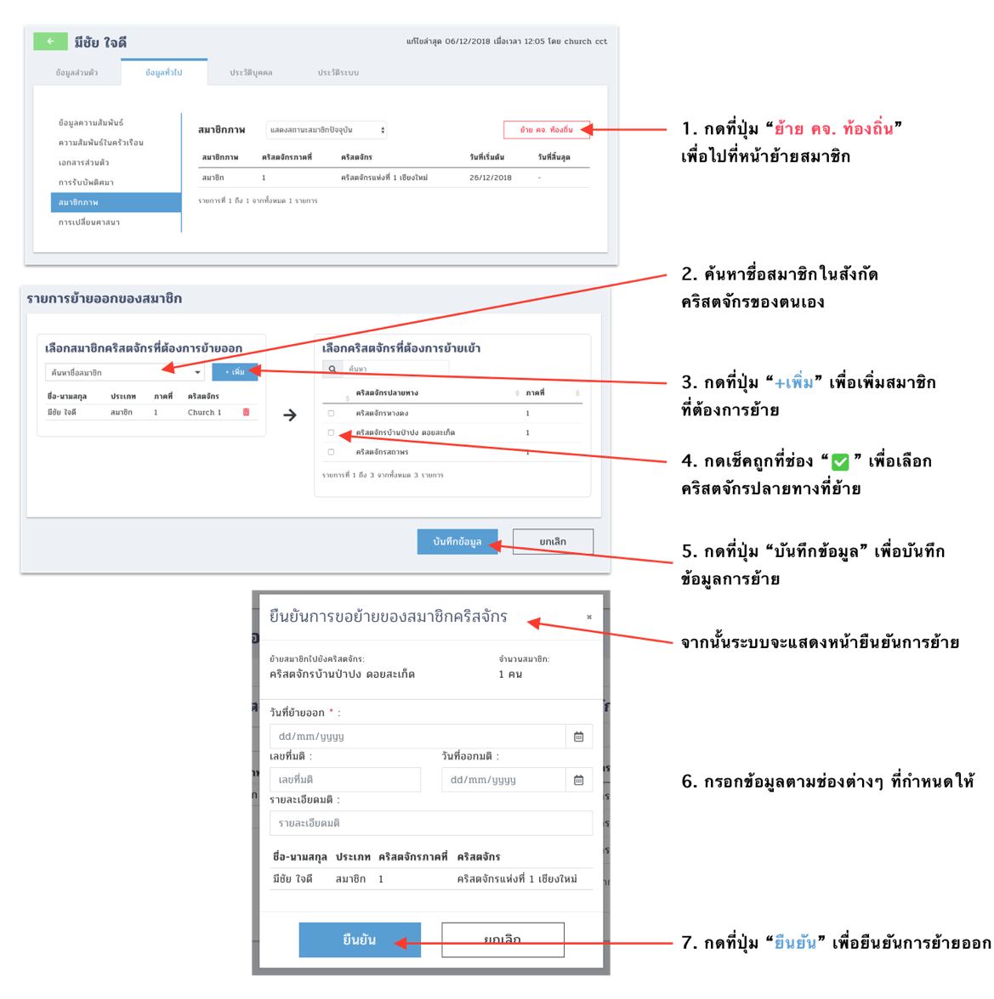 มีชัย ใจดี
แก้ไขล่าสุด 06/12/2018 เมื่อเวลา 12:05 โดย church cct
ข้อมูลส่วนตัว ข้อมูลทั่วไป ประวัติบุคคล ประวัติระบบ
ข้อมูลความสัมพันธ์
ความสัมพันธ์ในครัวเรือน
เอกสารส่วนตัว
การรับบัพติศมา
สมาชิกภาพ
การเปลี่ยนศาสนา
สมาชิกภาพ แสดงสถานะสมาชิกปัจจุบัน ย้าย คจ. ท้องถิ่น
สมาชิกภาพ คริสตจักรภาคที่ คริสตจักร วันที่เริ่มต้น วันที่สิ้นสุด
สมาชิก 1 คริสตจักรแห่งที่ 1 เชียงใหม่ 26/12/2018 -
รายการที่ 1 ถึง 1 จากทั้งหมด 1 รายการ
1. กดที่ปุ่ม “ย้าย คจ. ท้องถิ่น”
เพื่อไปที่หน้าย้ายสมาชิก
2. ค้นหาชื่อสมาชิกในสังกัด
คริสตจักรของตนเอง
รายการย้ายออกของสมาชิก
เลือกสมาชิกคริสตจักรที่ต้องการย้ายออก
ค้นหาชื่อสมาชิก + เพิ่ม
ชื่อ-นามสกุล ประเภท ภาคที่ คริสตจักร
มีชัย ใจดี สมาชิก 1 Church 1
เลือกคริสตจักรที่ต้องการย้ายเข้า
ค้นหา
คริสตจักรปลายทาง ภาคที่
คริสตจักรหางดง 1
คริสตจักรบ้านป่าปง ดอยสะเก็ด 1
คริสตจักรสถาพร 1
รายการที่ 1 ถึง 3 จากทั้งหมด 3 รายการ
บันทึกข้อมูล ยกเลิก
3. กดที่ปุ่ม “+เพิ่ม” เพื่อเพิ่มสมาชิก
ที่ต้องการย้าย
4. กดเช็คถูกที่ช่อง “✅” เพื่อเลือก
คริสตจักรปลายทางที่ย้าย
5. กดที่ปุ่ม “บันทึกข้อมูล” เพื่อบันทึก
ข้อมูลการย้าย
ยืนยันการขอย้ายของสมาชิกคริสจักร ×
ย้ายสมาชิกไปยังคริสตจักร: จำนวนสมาชิก:
คริสตจักรบ้านป่าปง ดอยสะเก็ด 1 คน
วันที่ย้ายออก * :
dd/mm/yyyy
เลขที่มติ : วันที่ออกมติ :
เลขที่มติ dd/mm/yyyy
รายละเอียดมติ :
รายละเอียดมติ
ชื่อ-นามสกุล ประเภท คริสตจักรภาคที่ คริสตจักร
มีชัย ใจดี สมาชิก 1 คริสตจักรแห่งที่ 1 เชียงใหม่
ยืนยัน ยกเลิก
จากนั้นระบบจะแสดงหน้ายืนยันการย้าย
6. กรอกข้อมูลตามช่องต่างๆ ที่กำหนดให้
7. กดที่ปุ่ม “ยืนยัน” เพื่อยืนยันการย้ายออก